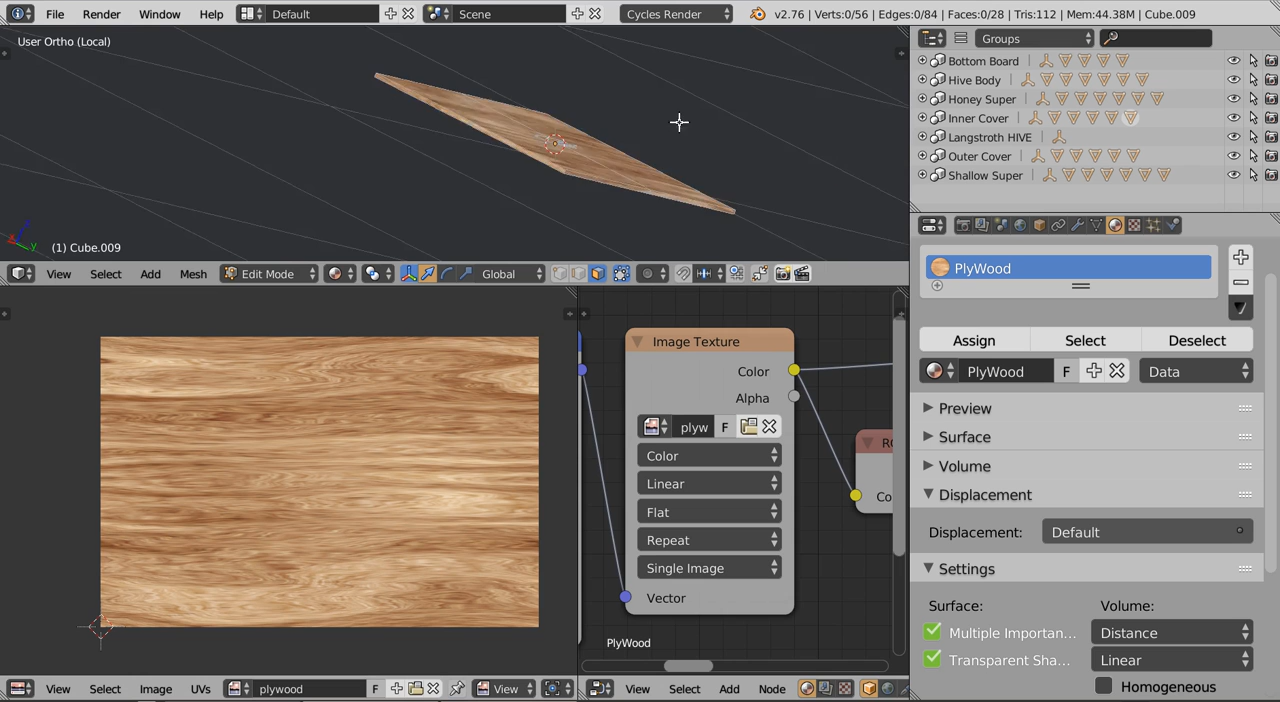 File Render Window Help Default Scene Cycles Render v2.76 | Verts:0/56 | Edges:0/84 | Faces:0/28 | Tris:112 | Mem:44.38M | Cube.009
User Ortho (Local)
(1) Cube.009
View Select Add Mesh Edit Mode Global
Groups
Bottom Board
Hive Body
Honey Super
Inner Cover
Langstroth HIVE
Outer Cover
Shallow Super
PlyWood
Assign Select Deselect
PlyWood F Data
Preview
Surface
Volume
Displacement
Displacement: Default
Settings
Surface: Volume:
Multiple Importan... Distance
Transparent Sha... Linear
Homogeneous
Image Texture
Color
Alpha
plyw F
Color
Linear
Flat
Repeat
Single Image
Vector
Co
PlyWood
View Select Image UVs plywood F View
View Select Add Node